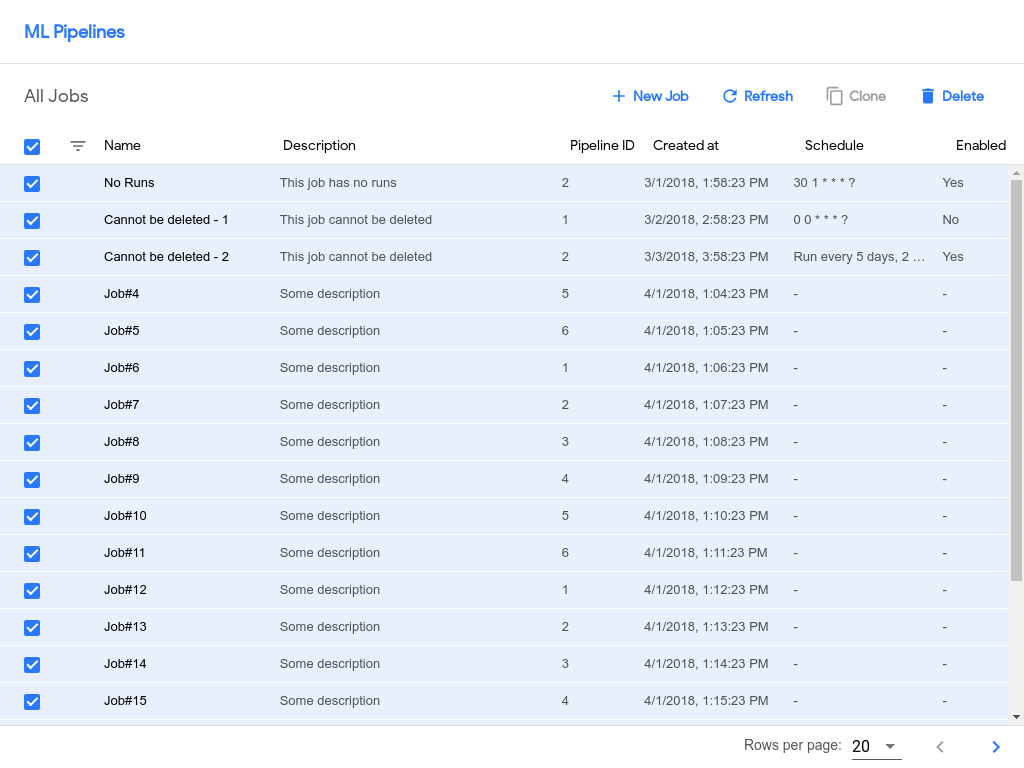 ML Pipelines
All Jobs New Job Refresh Clone Delete
Name Description Pipeline ID Created at Schedule Enabled
No Runs This job has no runs 2 3/1/2018, 1:58:23 PM 30 1 * * * ? Yes
Cannot be deleted - 1 This job cannot be deleted 1 3/2/2018, 2:58:23 PM 0 0 * * * ? No
Cannot be deleted - 2 This job cannot be deleted 2 3/3/2018, 3:58:23 PM Run every 5 days, 2 ... Yes
Job#4 Some description 5 4/1/2018, 1:04:23 PM - -
Job#5 Some description 6 4/1/2018, 1:05:23 PM - -
Job#6 Some description 1 4/1/2018, 1:06:23 PM - -
Job#7 Some description 2 4/1/2018, 1:07:23 PM - -
Job#8 Some description 3 4/1/2018, 1:08:23 PM - -
Job#9 Some description 4 4/1/2018, 1:09:23 PM - -
Job#10 Some description 5 4/1/2018, 1:10:23 PM - -
Job#11 Some description 6 4/1/2018, 1:11:23 PM - -
Job#12 Some description 1 4/1/2018, 1:12:23 PM - -
Job#13 Some description 2 4/1/2018, 1:13:23 PM - -
Job#14 Some description 3 4/1/2018, 1:14:23 PM - -
Job#15 Some description 4 4/1/2018, 1:15:23 PM - -
Rows per page: 20